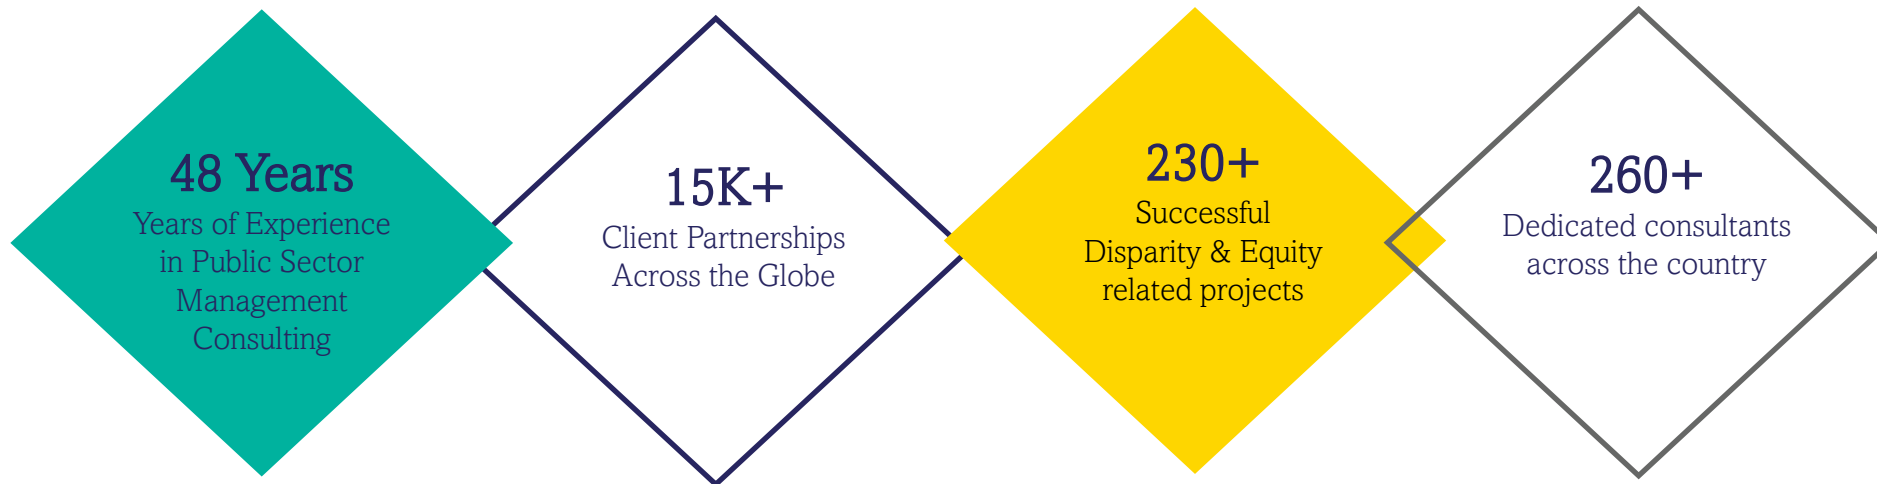 48 Years
Years of Experience
in Public Sector
Management
Consulting
15K+
Client Partnerships
Across the Globe
230+
Successful
Disparity & Equity
related projects
260+
Dedicated consultants
across the country